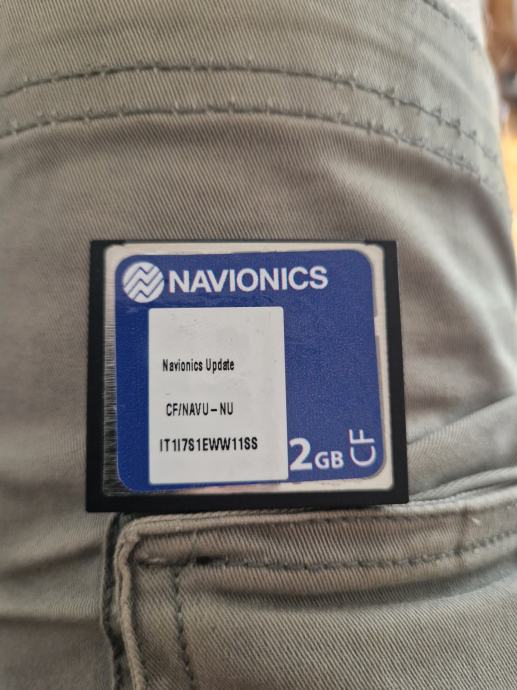 NAVIONICS
Navionics Update
CF/NAVU-NU
IT1I7S1EWW11SS
2GB CF